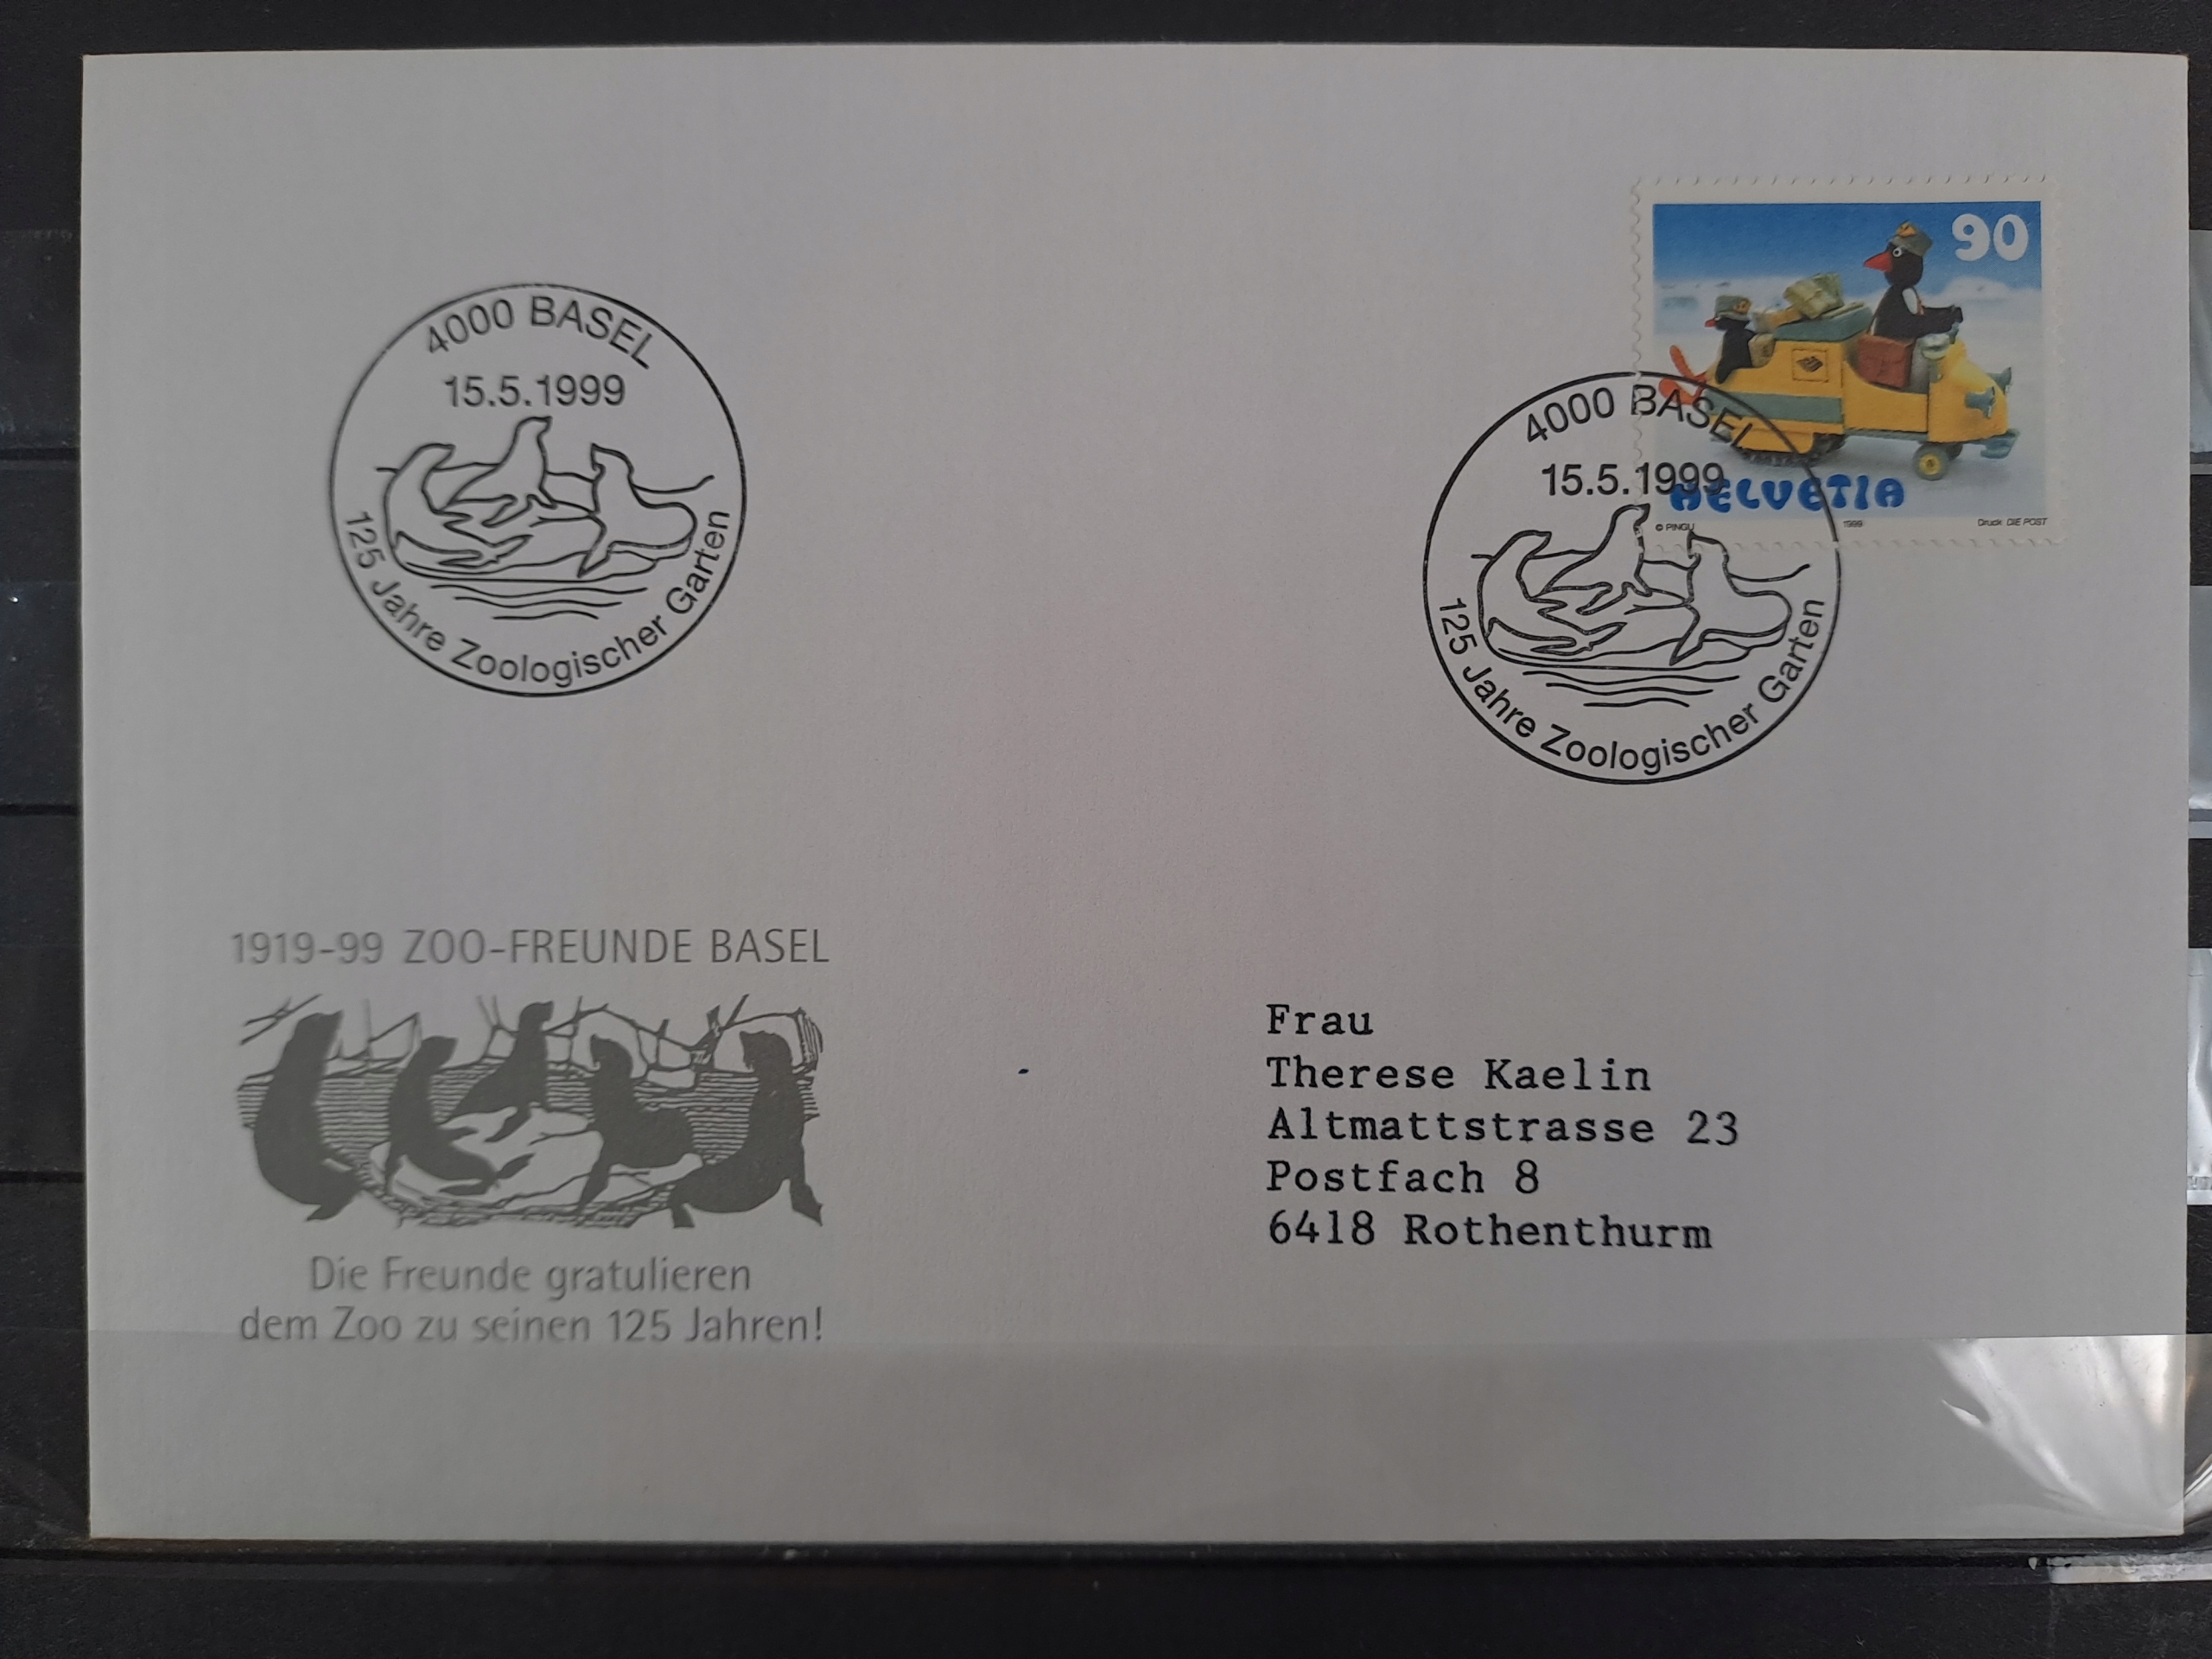 4000 BASEL
15.5.1999
125 Jahre Zoologischer Garten
90
HELVETIA
© PINGU 1999 Druck DIE POST
4000 BASEL
15.5.1999
125 Jahre Zoologischer Garten
1919-99 ZOO-FREUNDE BASEL
Die Freunde gratulieren
dem Zoo zu seinen 125 Jahren!
Frau
Therese Kaelin
Altmattstrasse 23
Postfach 8
6418 Rothenthurm